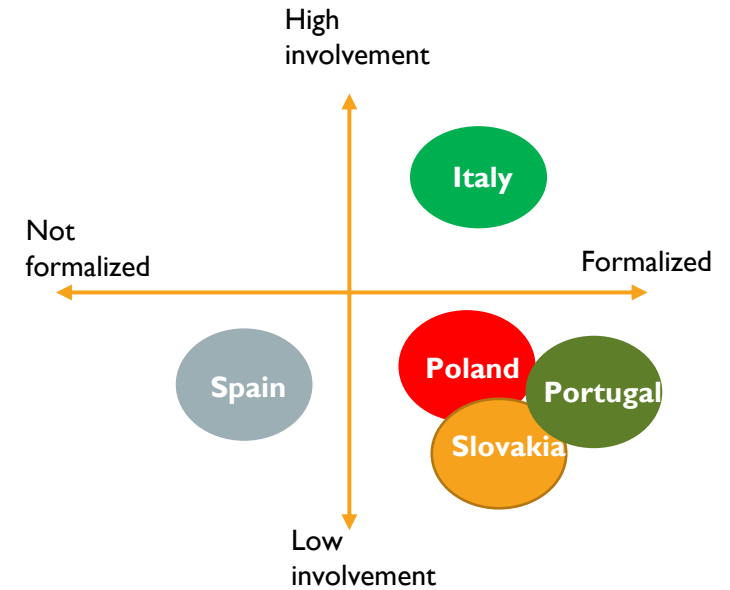 High
involvement
Italy
Not
formalized
Formalized
Poland
Spain
Portugal
Slovakia
Low
involvement